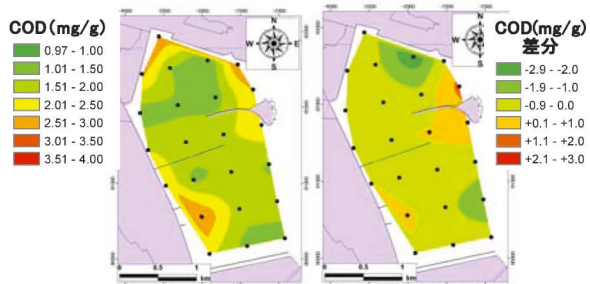 COD(mg/g)
0.97 - 1.00
1.01 - 1.50
1.51 - 2.00
2.01 - 2.50
2.51 - 3.00
3.01 - 3.50
3.51 - 4.00
N
W
E
S
0
0.5
1
km
N
W
E
S
0
0.5
1
km
COD(mg/g)
差分
-2.9 - -2.0
-1.9 - -1.0
-0.9 - 0.0
+0.1 - +1.0
+1.1 - +2.0
+2.1 - +3.0